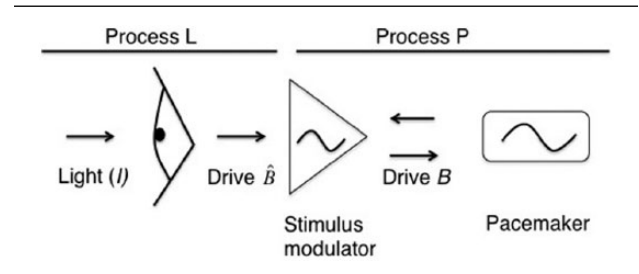 Process L
Process P
Light (I)
Drive B̂
Drive B
Stimulus
modulator
Pacemaker